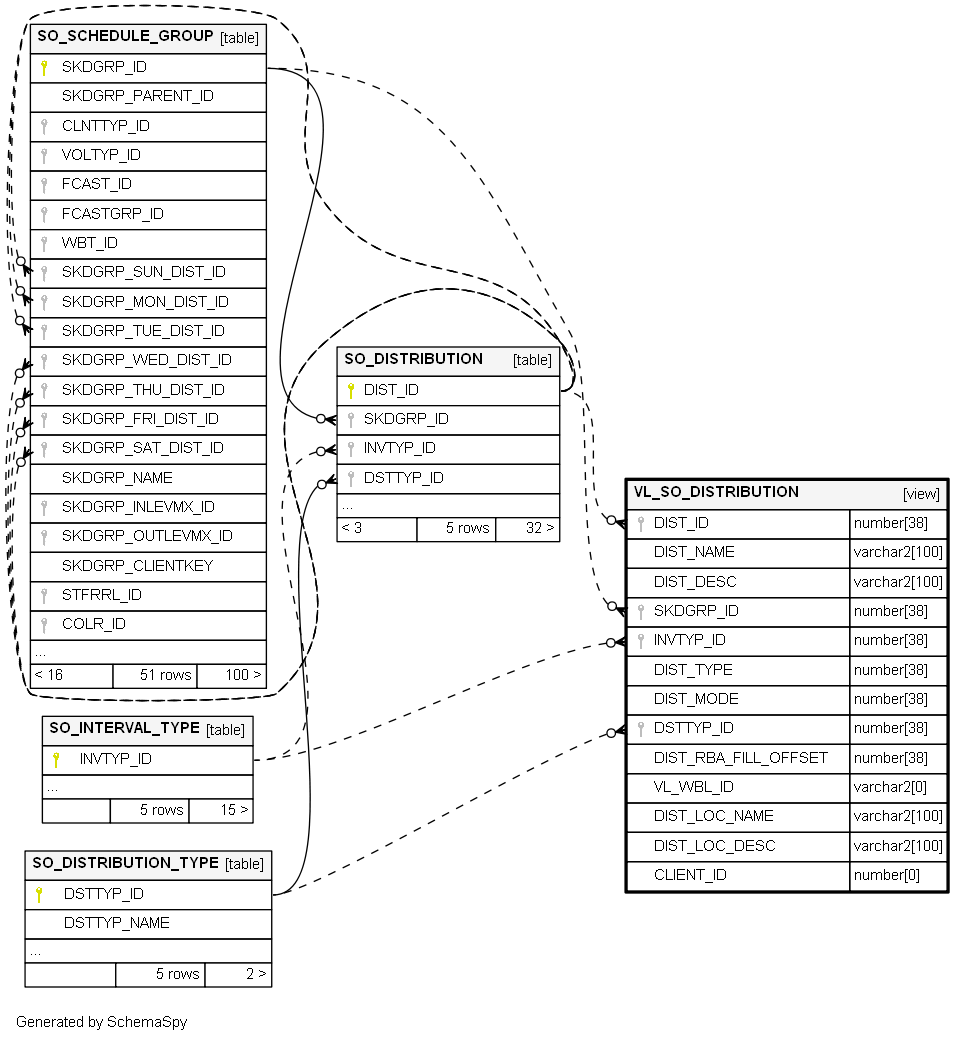 SO_SCHEDULE_GROUP [table]
SKDGRP_ID
SKDGRP_PARENT_ID
CLNTTYP_ID
VOLTYP_ID
FCAST_ID
FCASTGRP_ID
WBT_ID
SKDGRP_SUN_DIST_ID
SKDGRP_MON_DIST_ID
SKDGRP_TUE_DIST_ID
SKDGRP_WED_DIST_ID
SKDGRP_THU_DIST_ID
SKDGRP_FRI_DIST_ID
SKDGRP_SAT_DIST_ID
SKDGRP_NAME
SKDGRP_INLEVMX_ID
SKDGRP_OUTLEVMX_ID
SKDGRP_CLIENTKEY
STFRRL_ID
COLR_ID
...
< 16 51 rows 100 >
SO_DISTRIBUTION [table]
DIST_ID
SKDGRP_ID
INVTYP_ID
DSTTYP_ID
...
< 3 5 rows 32 >
VL_SO_DISTRIBUTION [view]
DIST_ID number[38]
DIST_NAME varchar2[100]
DIST_DESC varchar2[100]
SKDGRP_ID number[38]
INVTYP_ID number[38]
DIST_TYPE number[38]
DIST_MODE number[38]
DSTTYP_ID number[38]
DIST_RBA_FILL_OFFSET number[38]
VL_WBL_ID varchar2[0]
DIST_LOC_NAME varchar2[100]
DIST_LOC_DESC varchar2[100]
CLIENT_ID number[0]
SO_INTERVAL_TYPE [table]
INVTYP_ID
...
5 rows 15 >
SO_DISTRIBUTION_TYPE [table]
DSTTYP_ID
DSTTYP_NAME
...
5 rows 2 >
Generated by SchemaSpy